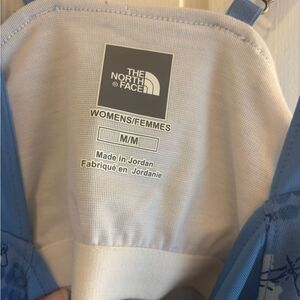 THE
NORTH
FACE
WOMENS/FEMMES
M/M
Made in Jordan
Fabriqué en Jordanie